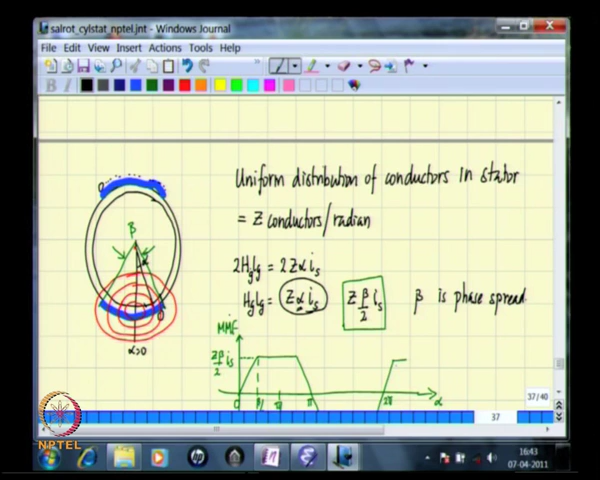 salrot_cylstat_nptel.jnt - Windows Journal
File Edit View Insert Actions Tools Help
Uniform distribution of conductors in stator
= Z conductors/radian
β
2Hglg = 2Zαis
Hglg = Zαis Zβ/2 is β is phase spread
α>0
MMF
Zβ/2 is
0 π 2π α
37/40
37
NPTEL
16:43
07-04-2011